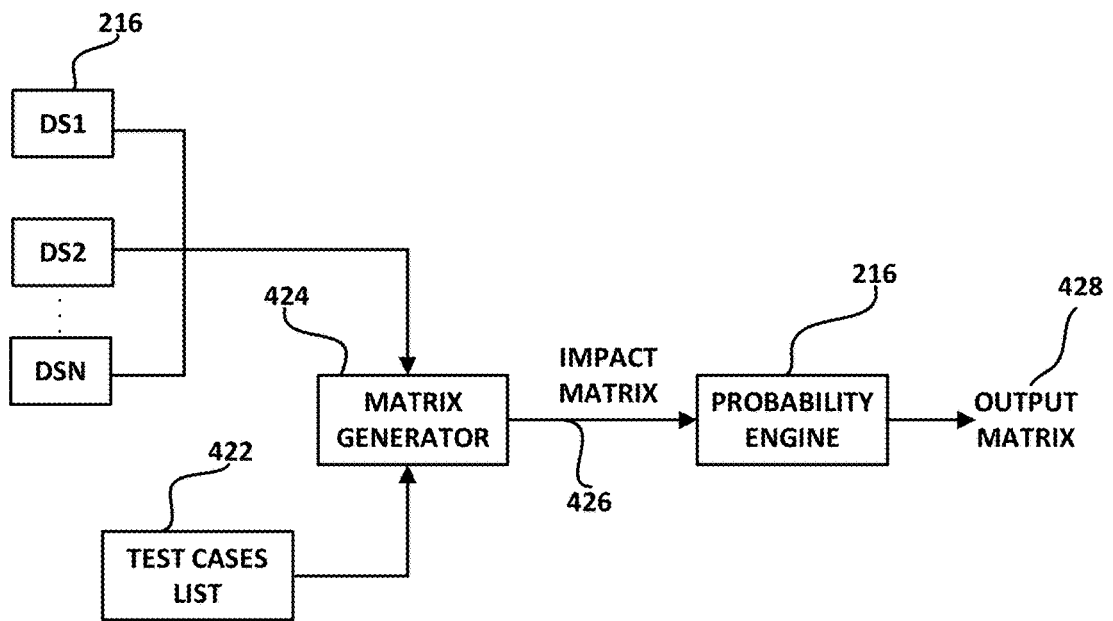 216
DS1
DS2
DSN
424
MATRIX
GENERATOR
422
TEST CASES
LIST
IMPACT
MATRIX
426
216
PROBABILITY
ENGINE
428
OUTPUT
MATRIX